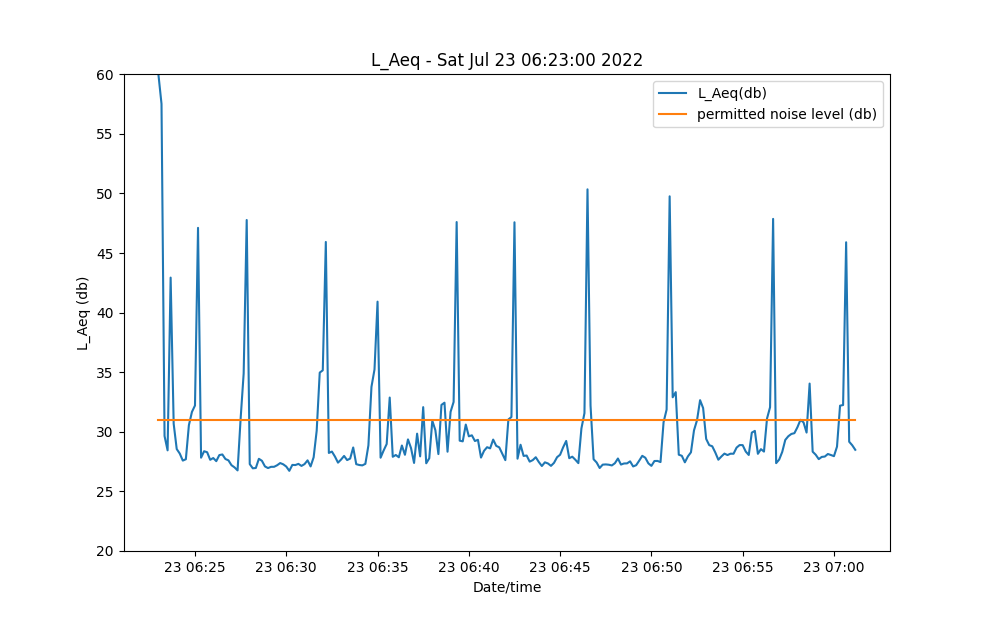 L_Aeq - Sat Jul 23 06:23:00 2022
L_Aeq(db)
permitted noise level (db)
L_Aeq (db)
60
55
50
45
40
35
30
25
20
23 06:25 23 06:30 23 06:35 23 06:40 23 06:45 23 06:50 23 06:55 23 07:00
Date/time